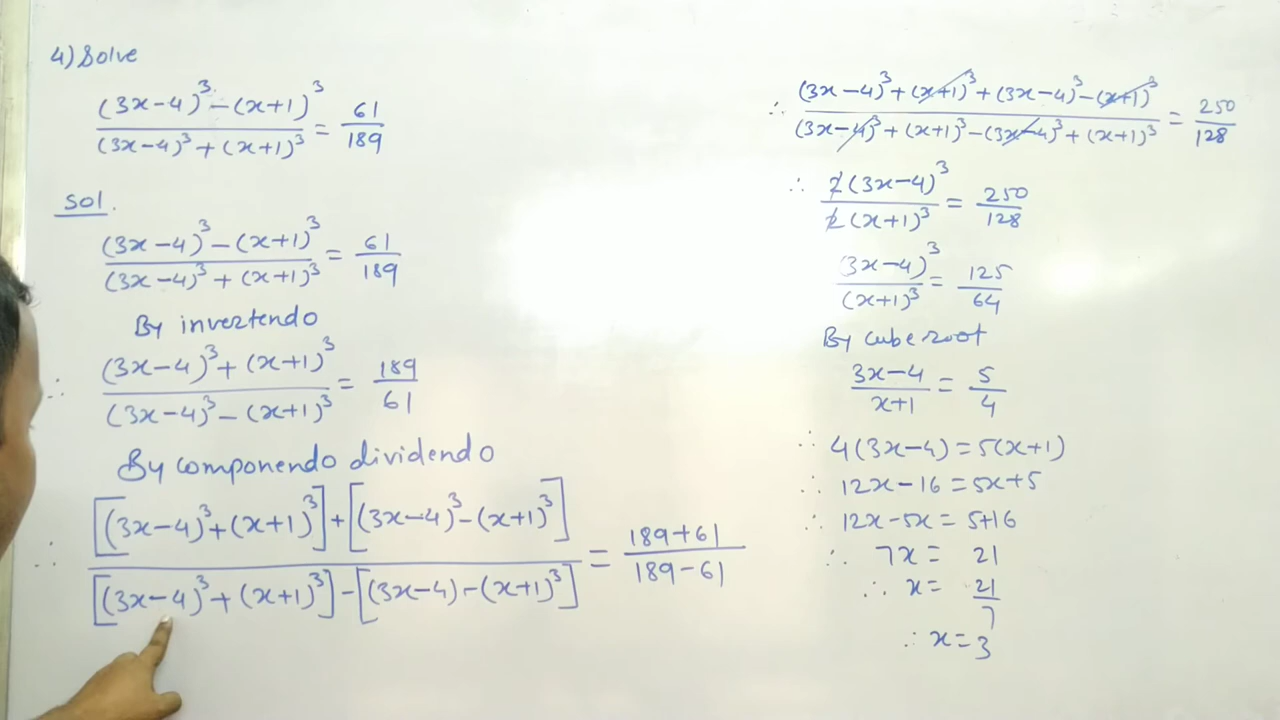 4) Solve
(3x-4)³-(x+1)³ / (3x-4)³+(x+1)³ = 61/189
Sol.
(3x-4)³-(x+1)³ / (3x-4)³+(x+1)³ = 61/189
By invertendo
∴ (3x-4)³+(x+1)³ / (3x-4)³-(x+1)³ = 189/61
By componendo dividendo
∴ [(3x-4)³+(x+1)³]+[(3x-4)³-(x+1)³] / [(3x-4)³+(x+1)³]-[(3x-4)-(x+1)³] = 189+61 / 189-61
∴ (3x-4)³+(x+1)³+(3x-4)³-(x+1)³ / (3x-4)³+(x+1)³-(3x-4)³+(x+1)³ = 250/128
∴ 2(3x-4)³ / 2(x+1)³ = 250/128
(3x-4)³ / (x+1)³ = 125/64
By cube root
3x-4 / x+1 = 5/4
∴ 4(3x-4)=5(x+1)
∴ 12x-16=5x+5
∴ 12x-5x=5+16
∴ 7x= 21
∴ x= 21/7
∴ x=3